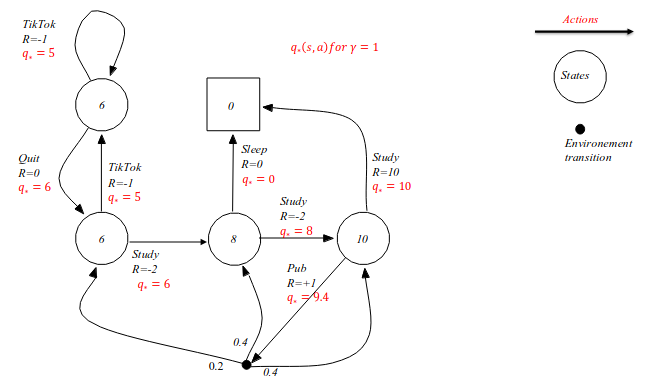 TikTok
R=-1
q* = 5
q*(s, a)for γ = 1
Actions
6
0
States
Environement
transition
Quit
R=0
q* = 6
TikTok
R=-1
q* = 5
Sleep
R=0
q* = 0
Study
R=10
q* = 10
Study
R=-2
q* = 8
6
8
10
Study
R=-2
q* = 6
Pub
R=+1
q* = 9.4
0.4
0.2
0.4